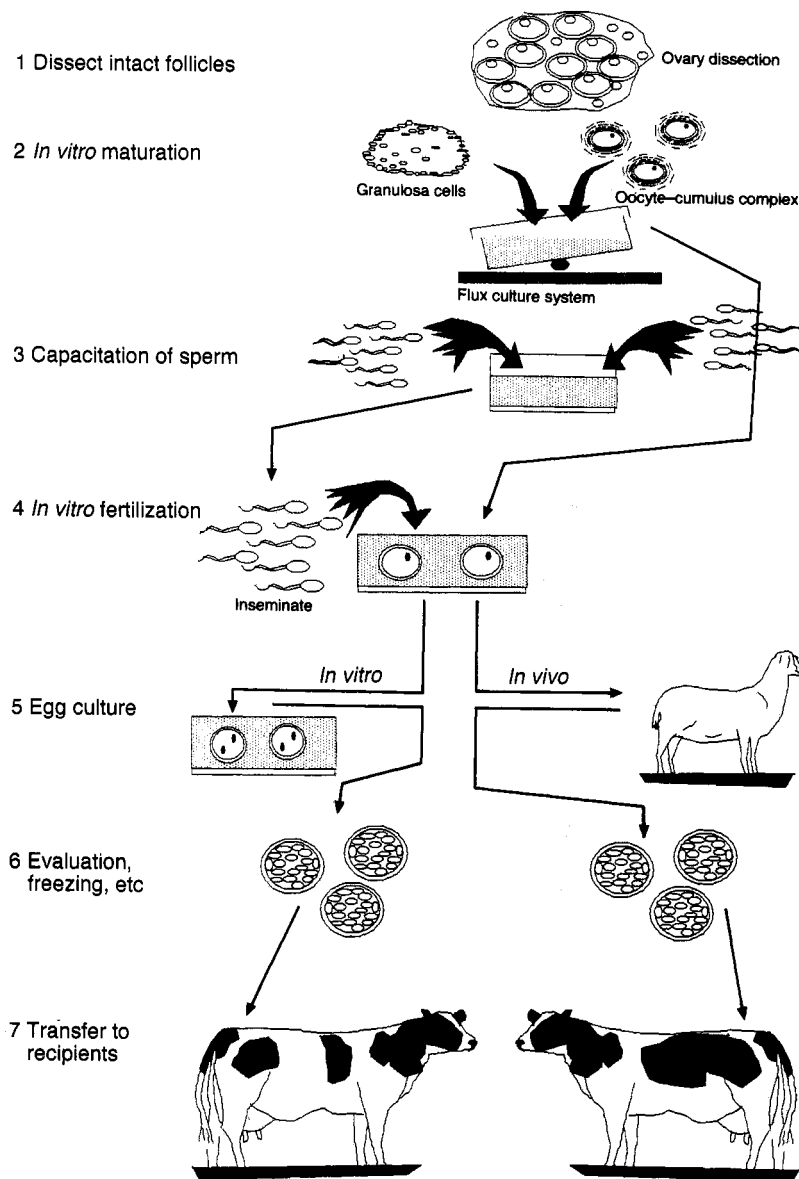 1 Dissect intact follicles
Ovary dissection
2 In vitro maturation
Granulosa cells
Oocyte–cumulus complex
Flux culture system
3 Capacitation of sperm
4 In vitro fertilization
Inseminate
In vitro
In vivo
5 Egg culture
6 Evaluation,
freezing, etc
7 Transfer to
recipients